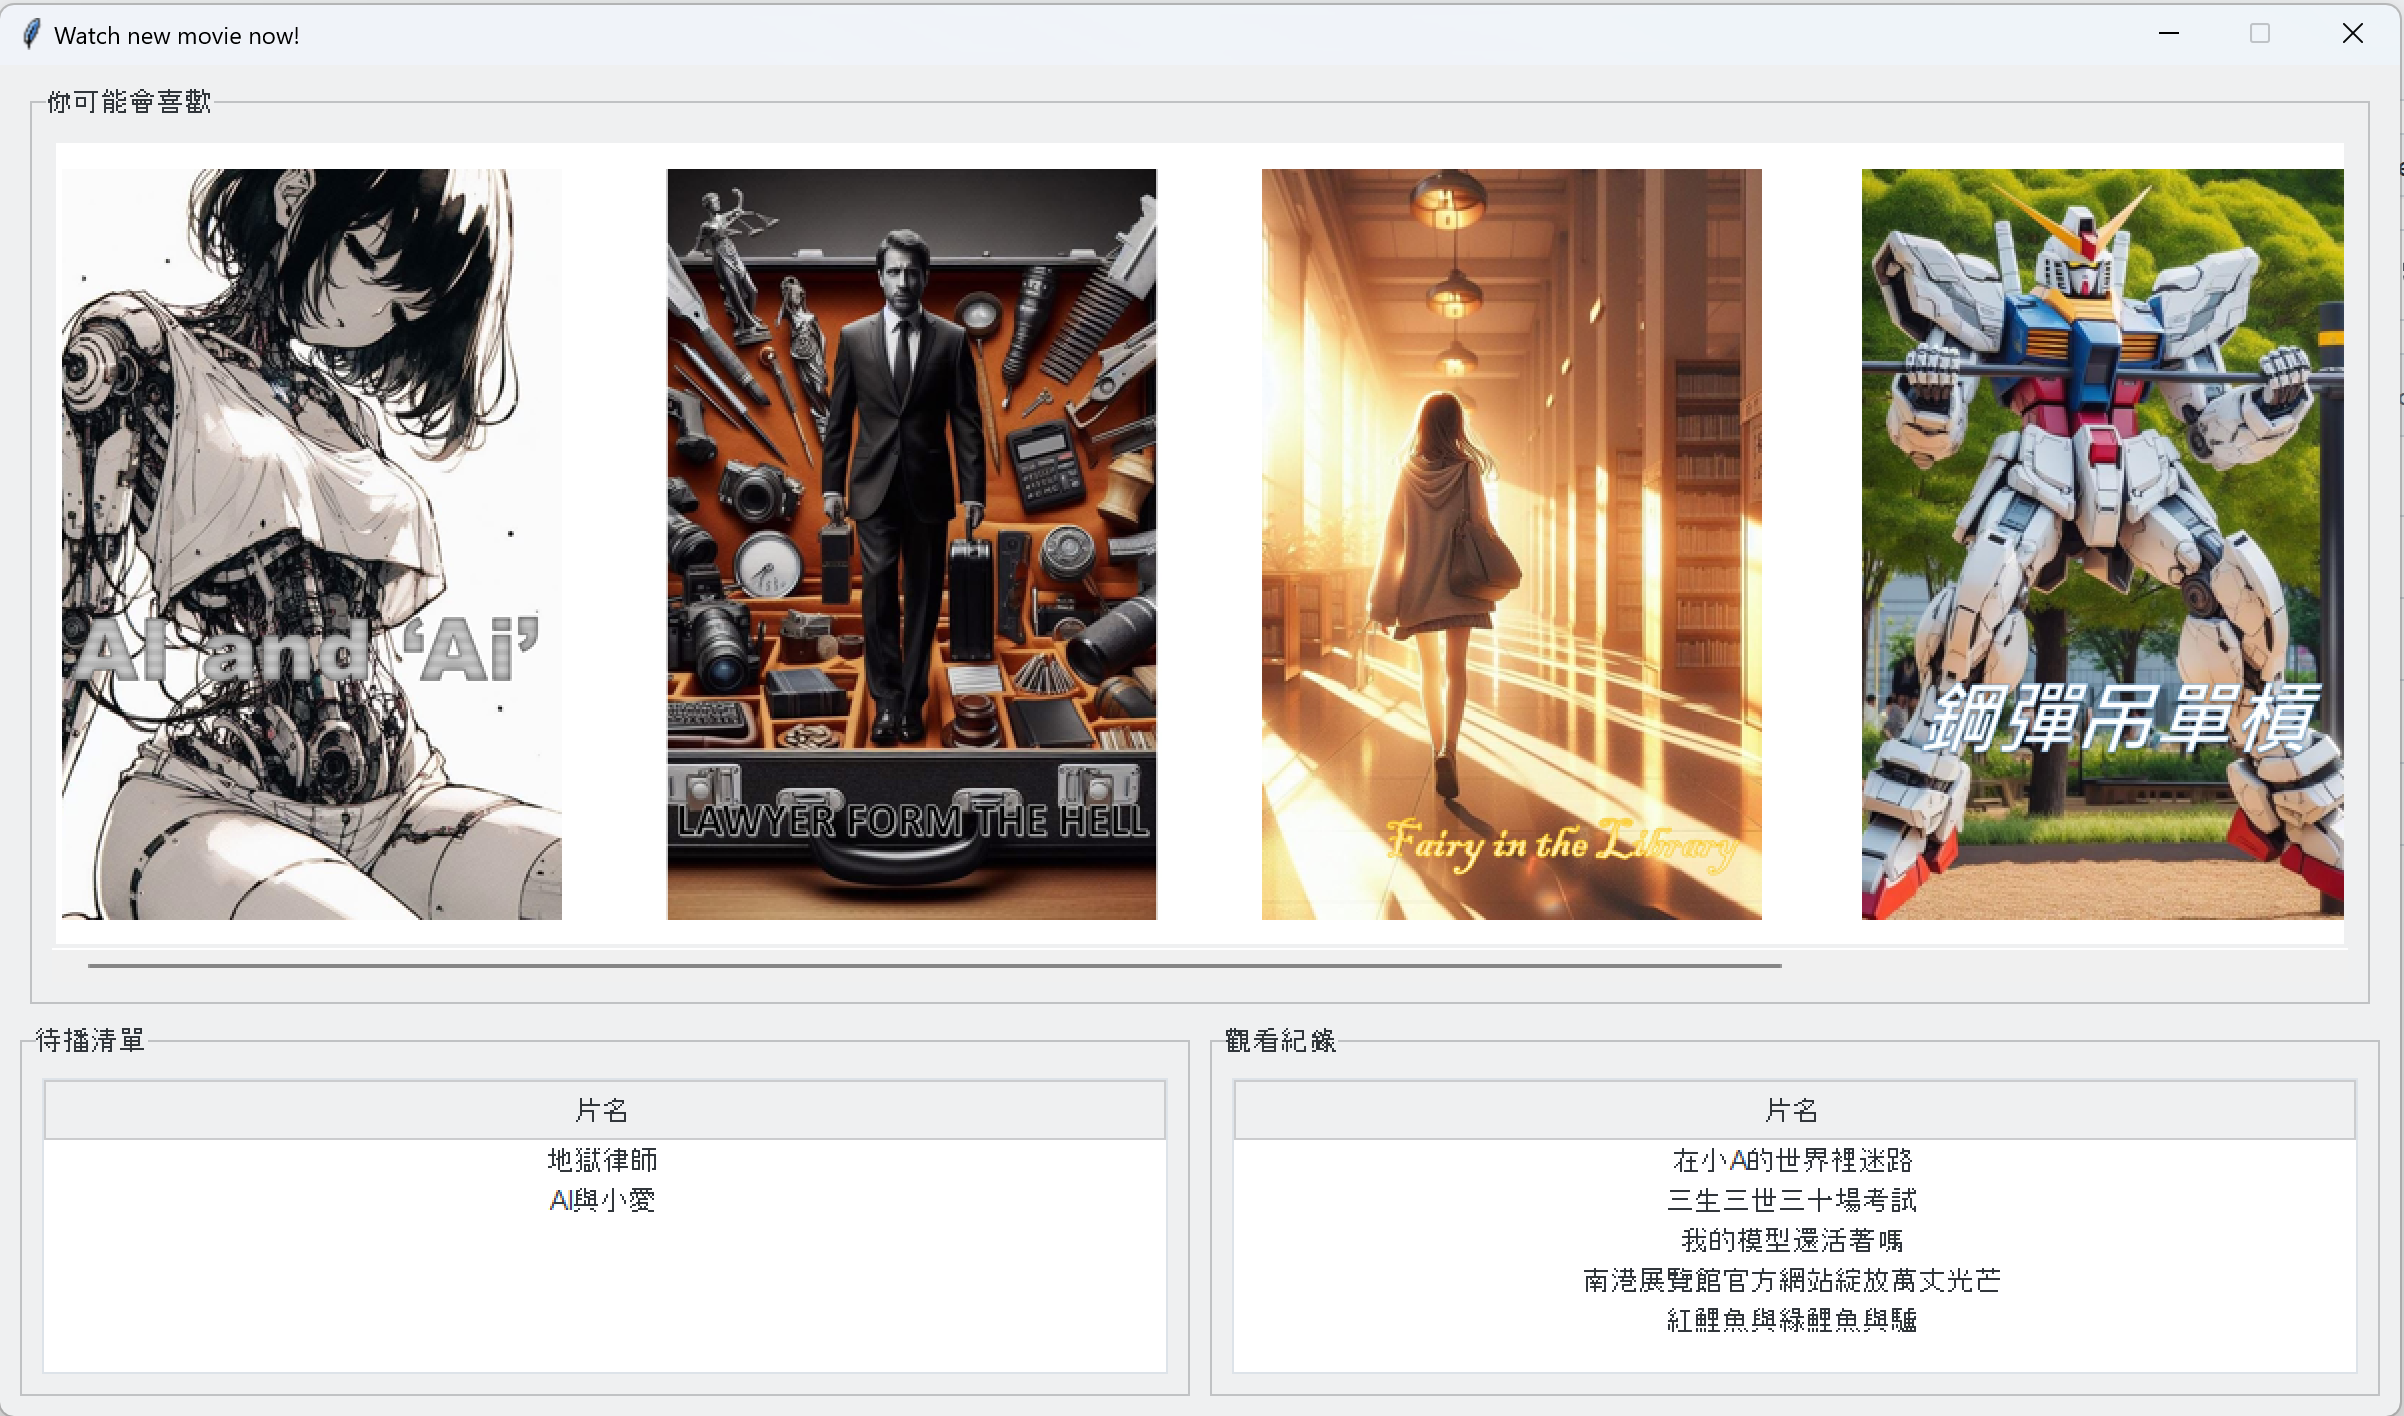 Watch new movie now!
你可能會喜歡
AI and ‘Ai’
LAWYER FORM THE HELL
Fairy in the Library
鋼彈吊單槓
待播清單
片名
地獄律師
AI與小愛
觀看紀錄
片名
在小A的世界裡迷路
三生三世三十場考試
我的模型還活著嗎
南港展覽館官方網站綻放萬丈光芒
紅鯉魚與綠鯉魚與驢